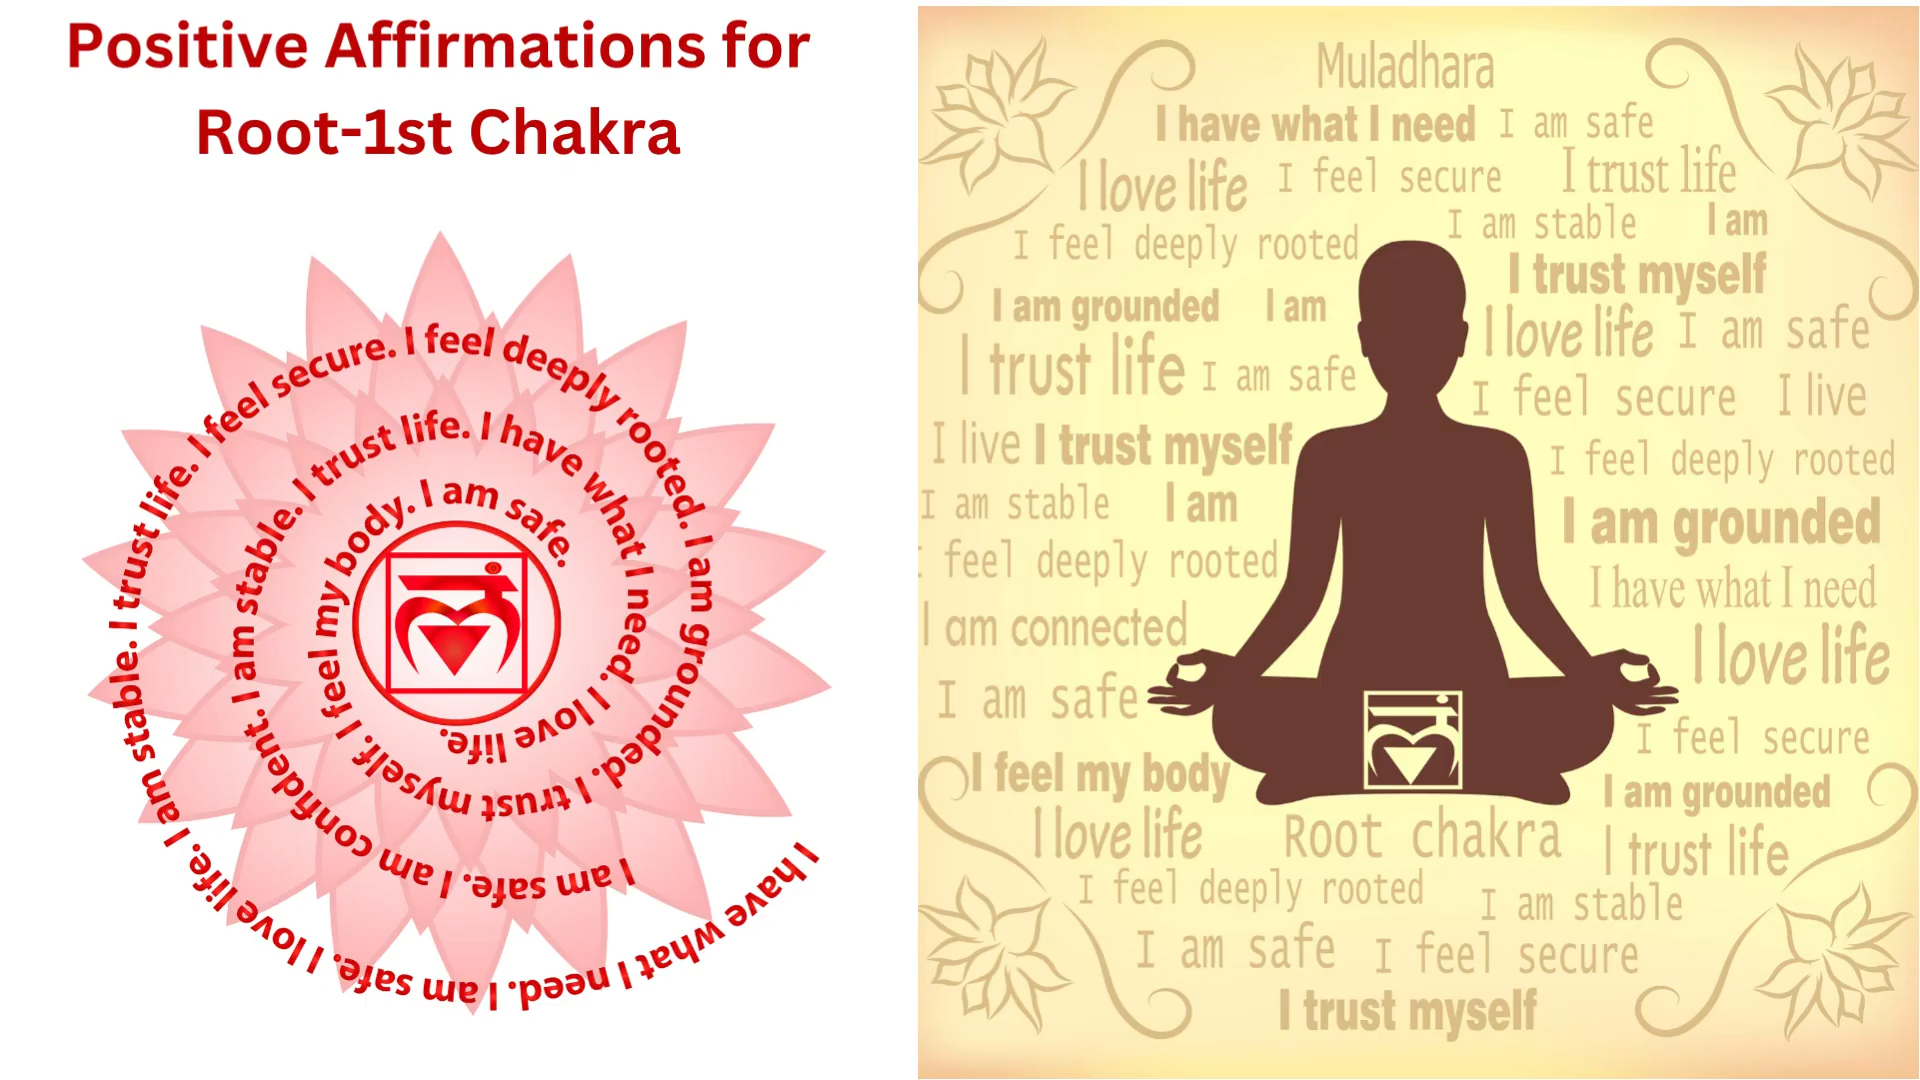 Positive Affirmations for
Root-1st Chakra
I have what I need. I am safe. I love life. I am stable. I trust life. I feel secure. I feel deeply rooted. I am grounded. I trust myself. I feel my body. I am safe.
I am safe. I am confident. I am stable. I trust life. I have what I need. I love life.
Muladhara
I have what I need I am safe
I love life I feel secure I trust life
I feel deeply rooted I am stable I am
I trust myself
I am grounded I am
I love life I am safe
I trust life I am safe
I feel secure I live
I live I trust myself
I feel deeply rooted
I am stable I am
I am grounded
I feel deeply rooted
I have what I need
I am connected
I love life
I am safe
I feel secure
I feel my body
I am grounded
I love life Root chakra I trust life
I feel deeply rooted I am stable
I am safe I feel secure
I trust myself